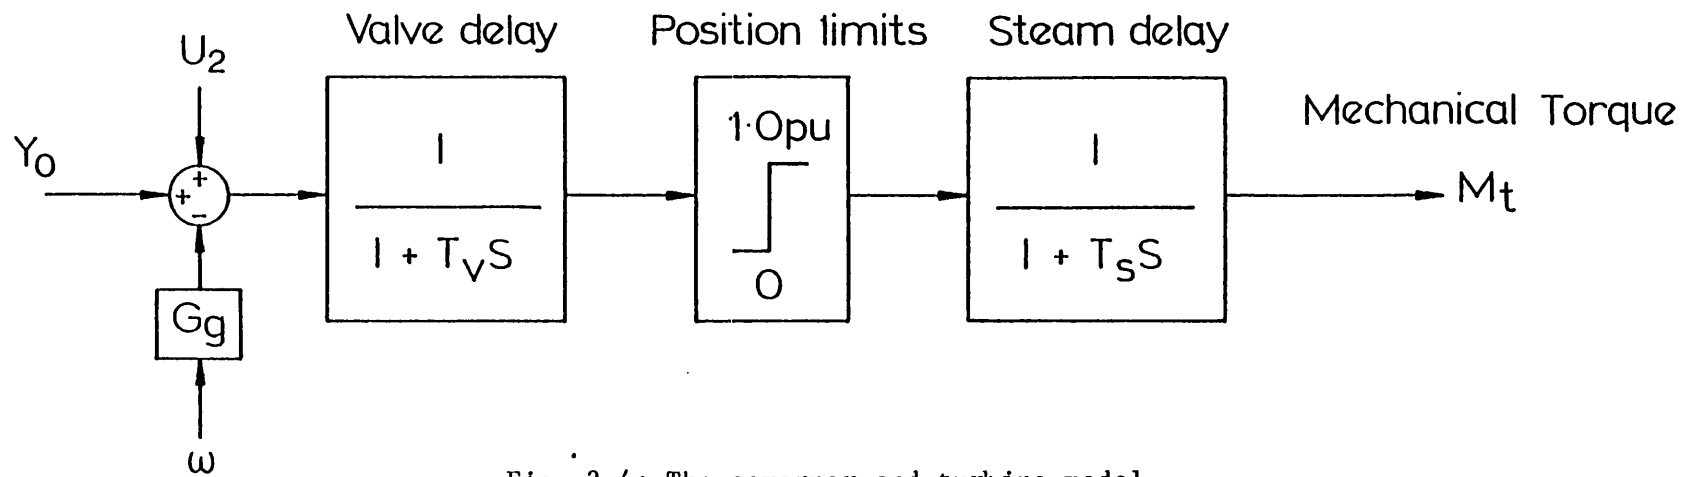 Valve delay
Position limits
Steam delay
U2
Mechanical Torque
Y0
+
+
−
1
1 + TvS
1·0pu
0
1
1 + TsS
Mt
Gg
ω